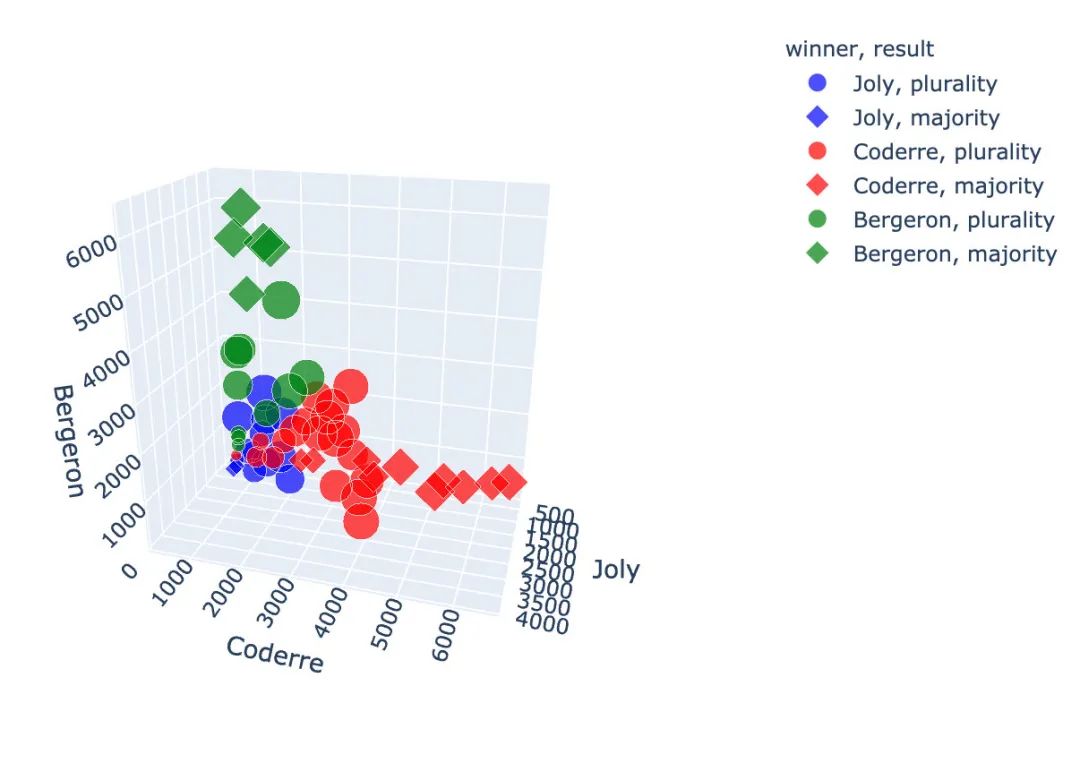 winner, result
Joly, plurality
Joly, majority
Coderre, plurality
Coderre, majority
Bergeron, plurality
Bergeron, majority
6000
5000
4000
3000
2000
1000
Bergeron
0
1000
2000
3000
4000
5000
6000
Coderre
500
1000
1500
2000
2500
3000
3500
4000
Joly